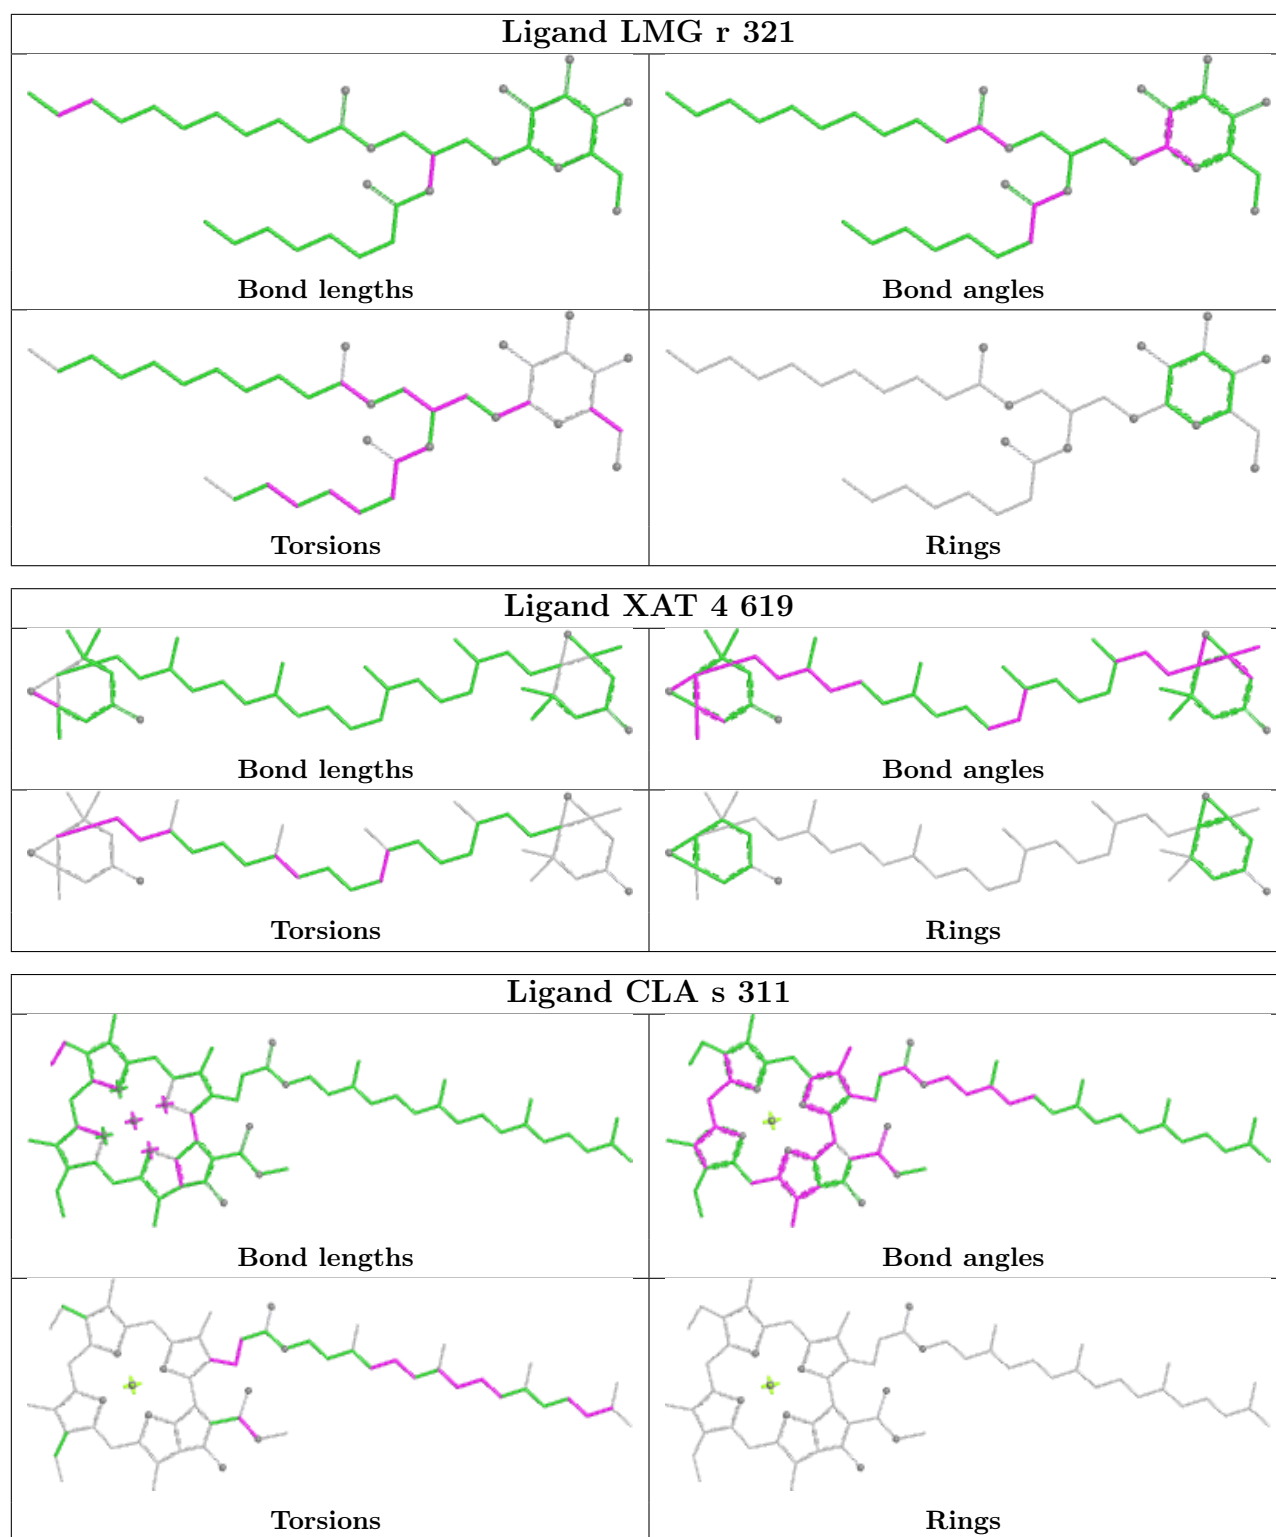 Ligand LMG r 321
Bond lengths
Bond angles
Torsions
Rings
Ligand XAT 4 619
Bond lengths
Bond angles
Torsions
Rings
Ligand CLA s 311
Bond lengths
Bond angles
Torsions
Rings